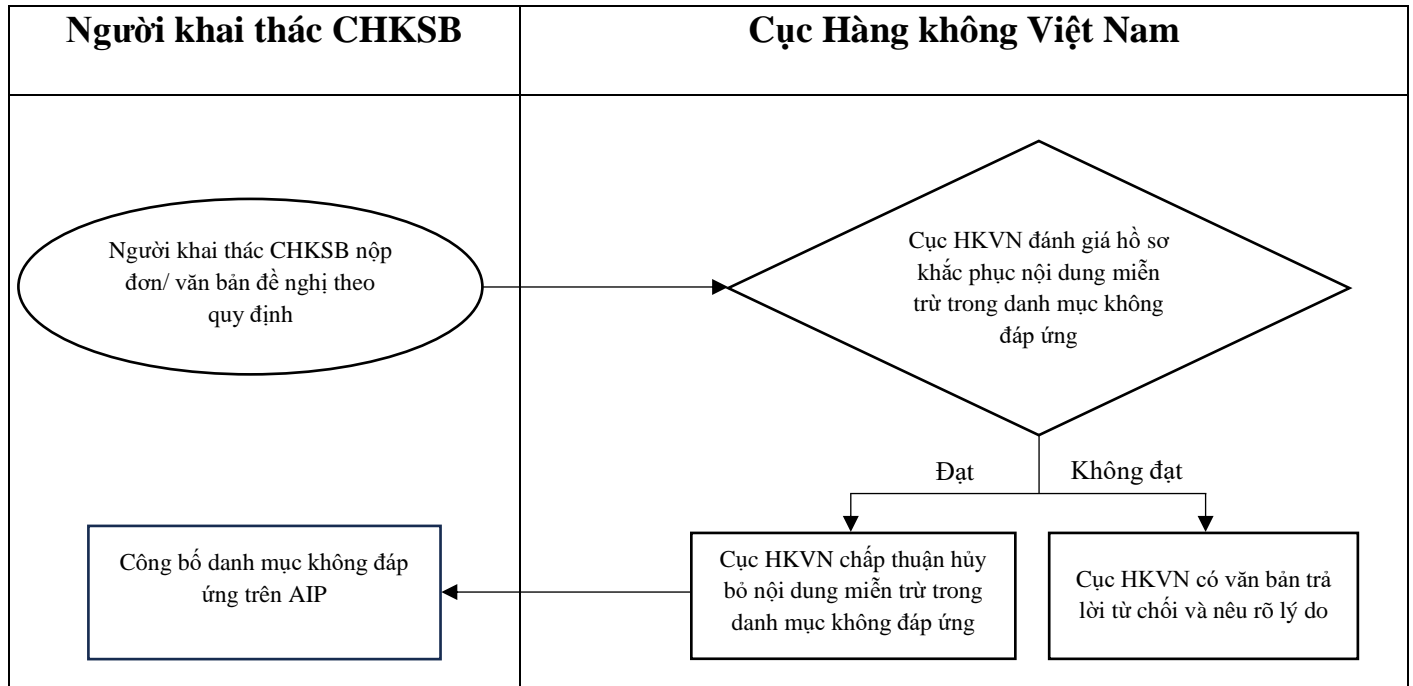 Người khai thác CHKSB
Cục Hàng không Việt Nam
Người khai thác CHKSB nộp
đơn/ văn bản đề nghị theo
quy định
Cục HKVN đánh giá hồ sơ
khắc phục nội dung miễn
trừ trong danh mục không
đáp ứng
Đạt
Không đạt
Công bố danh mục không đáp
ứng trên AIP
Cục HKVN chấp thuận hủy
bỏ nội dung miễn trừ trong
danh mục không đáp ứng
Cục HKVN có văn bản trả
lời từ chối và nêu rõ lý do